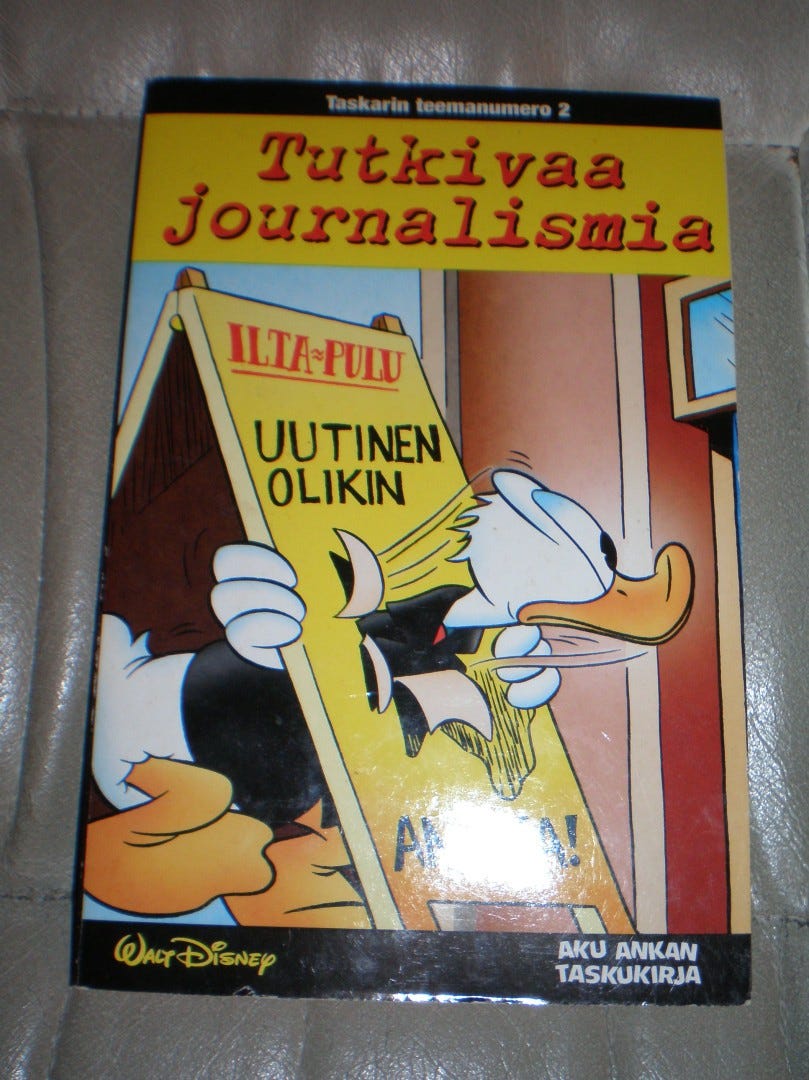 Taskarin teemanumero 2
Tutkivaa
journalismia
ILTA≈PULU
UUTINEN
OLIKIN
WALT DISNEY
AKU ANKAN
TASKUKIRJA